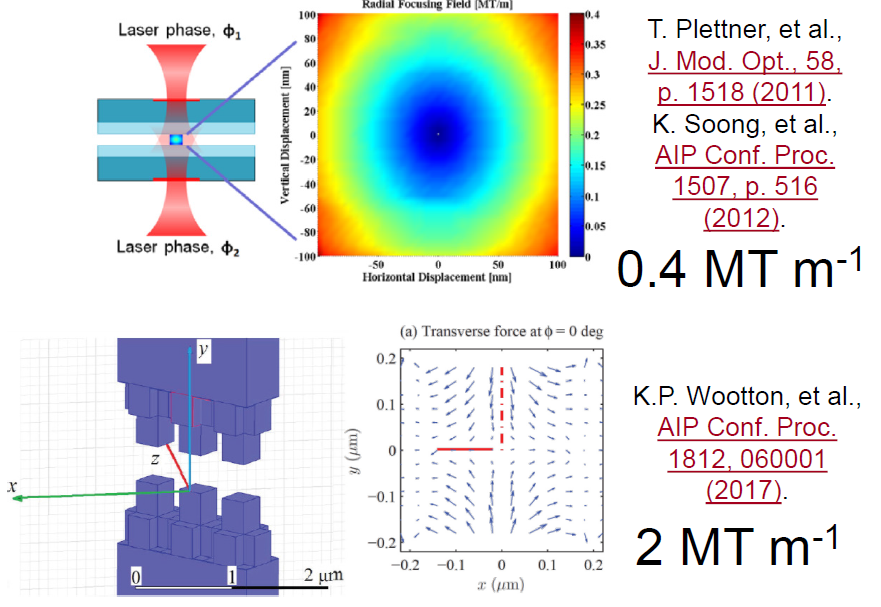 Radial Focusing Field [MT/m]
Laser phase, ϕ1
Laser phase, ϕ2
Vertical Displacement [nm]
100
80
60
40
20
0
-20
-40
-60
-80
-100
-50
0
50
100
Horizontal Displacement [nm]
0.4
0.35
0.3
0.25
0.2
0.15
0.1
0.05
0
T. Plettner, et al.,
J. Mod. Opt., 58,
p. 1518 (2011).
K. Soong, et al.,
AIP Conf. Proc.
1507, p. 516
(2012).
0.4 MT m-1
y
z
x
0
1
2 μm
(a) Transverse force at ϕ = 0 deg
y (μm)
0.2
0.1
0
−0.1
−0.2
−0.2
−0.1
0
0.1
0.2
x (μm)
K.P. Wootton, et al.,
AIP Conf. Proc.
1812, 060001
(2017).
2 MT m-1